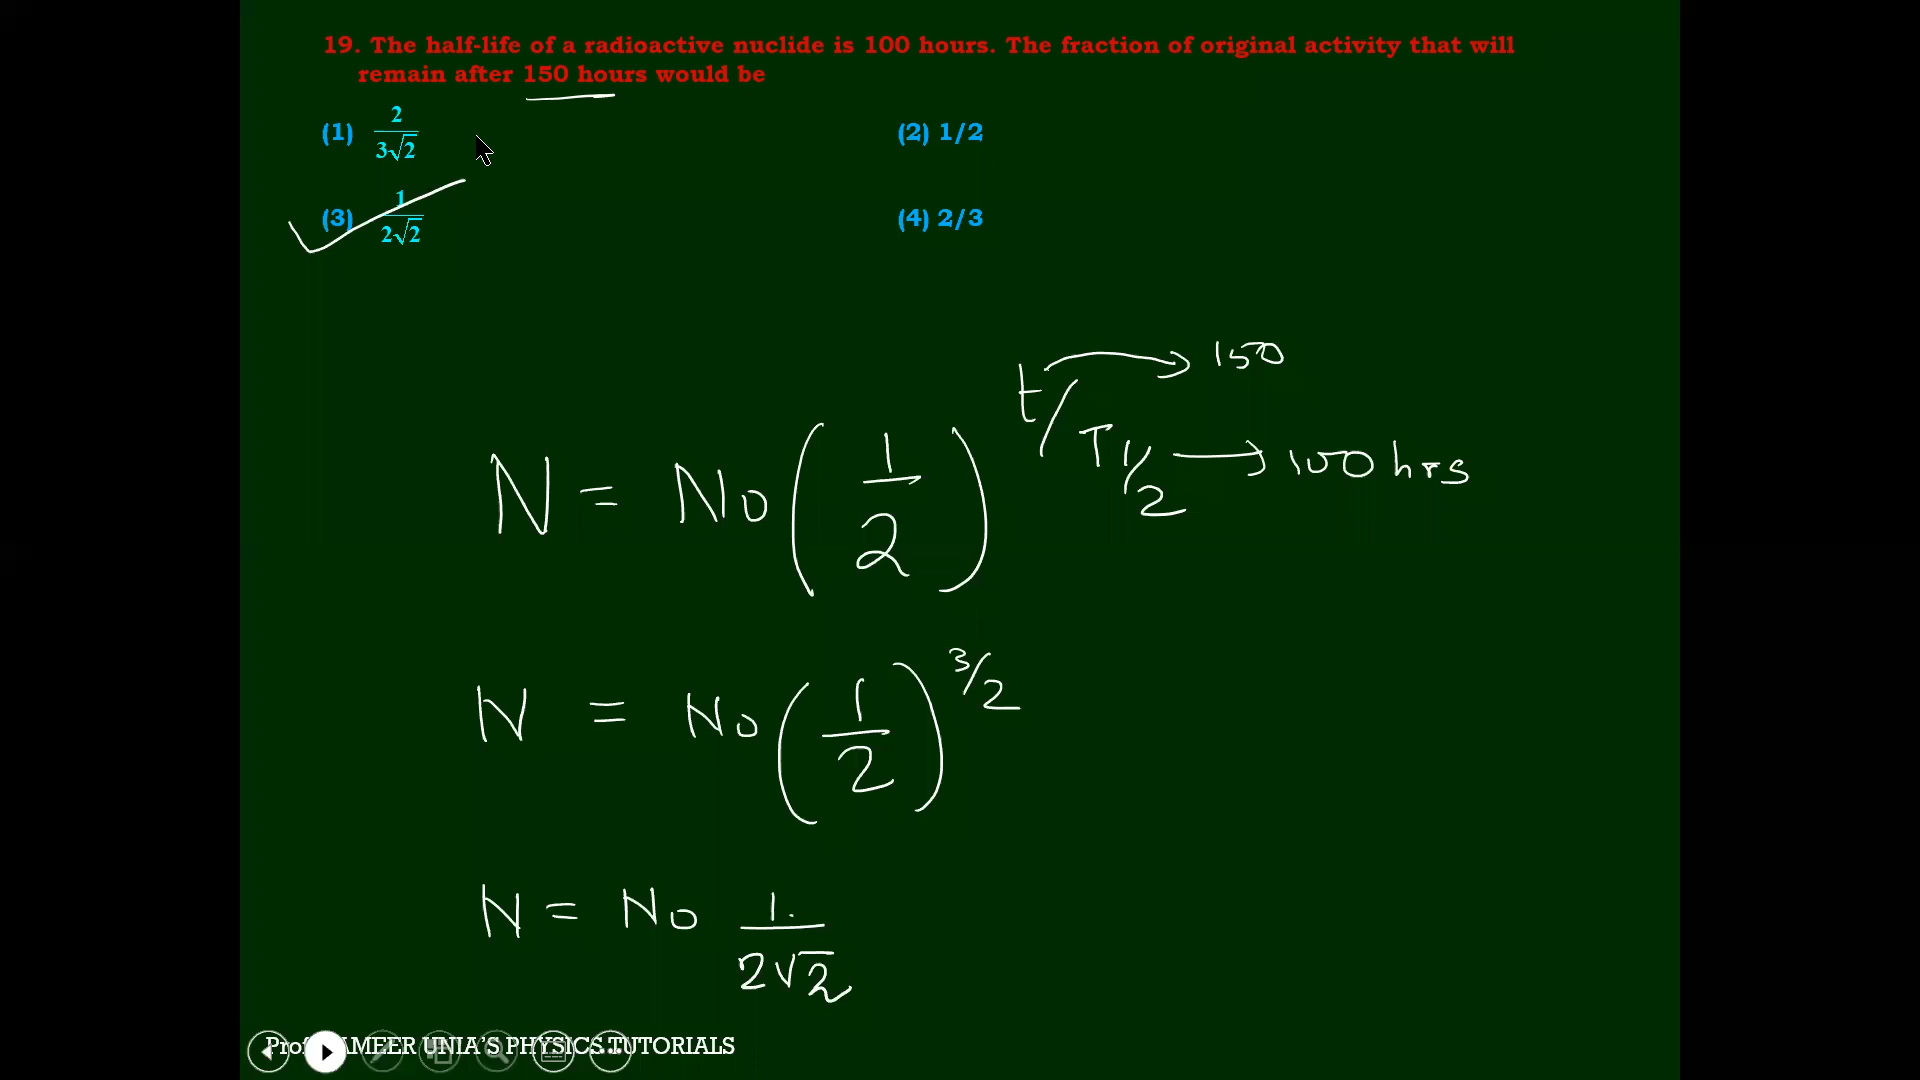 19. The half-life of a radioactive nuclide is 100 hours. The fraction of original activity that will
remain after 150 hours would be
(1) 2/3√2
(2) 1/2
(3) 1/2√2
(4) 2/3
N = No (1/2)^t/T1/2
t → 150
T1/2 → 100 hrs
N = No (1/2)^3/2
N = No 1/2√2
AMEER UNIA'S PHYSICS TUTORIALS